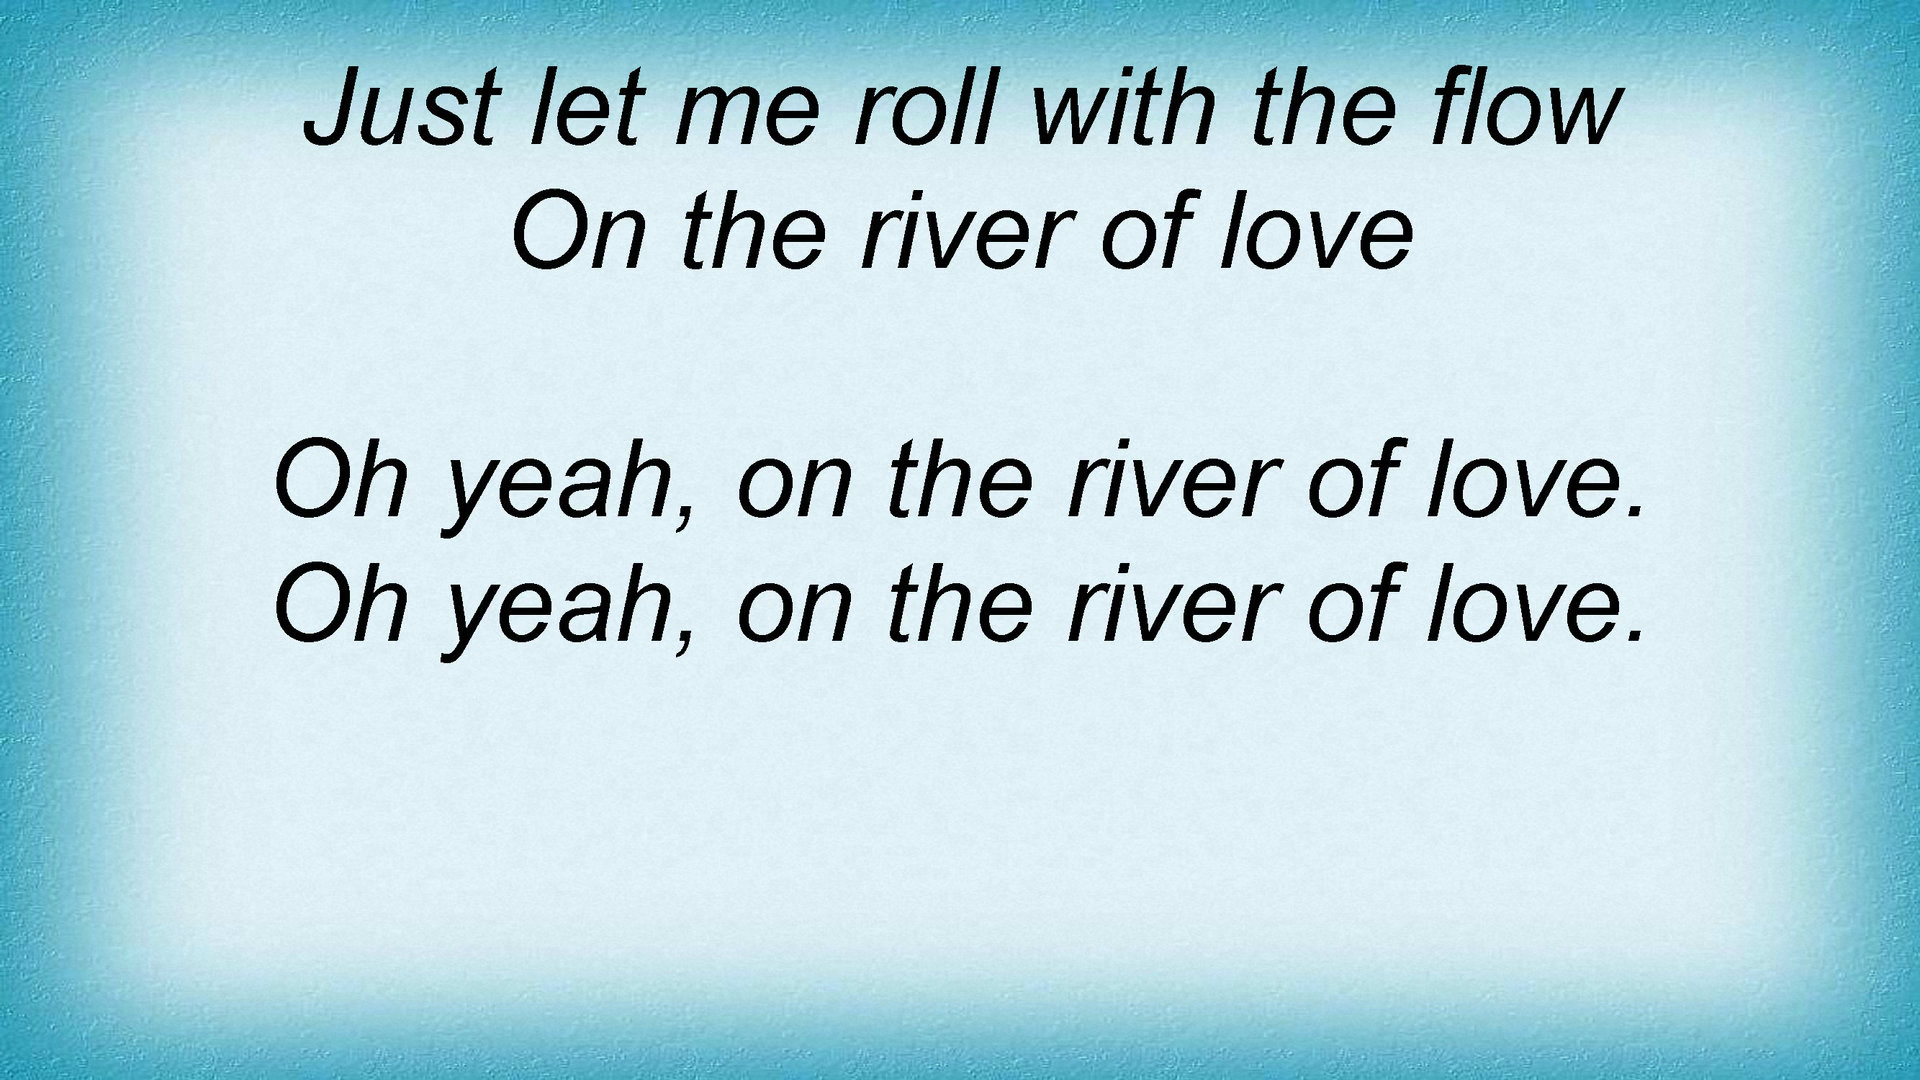 Just let me roll with the flow
On the river of love
Oh yeah, on the river of love.
Oh yeah, on the river of love.